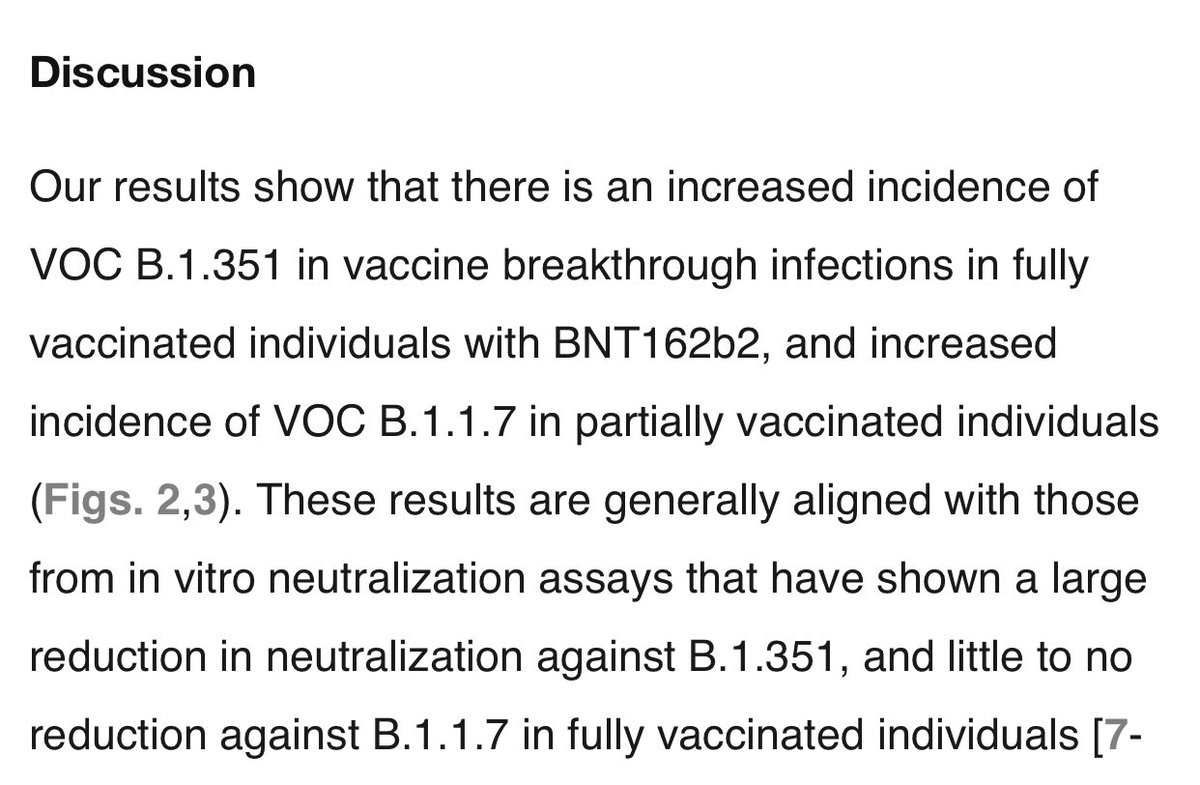 Discussion
Our results show that there is an increased incidence of
VOC B.1.351 in vaccine breakthrough infections in fully
vaccinated individuals with BNT162b2, and increased
incidence of VOC B.1.1.7 in partially vaccinated individuals
(Figs. 2,3). These results are generally aligned with those
from in vitro neutralization assays that have shown a large
reduction in neutralization against B.1.351, and little to no
reduction against B.1.1.7 in fully vaccinated individuals [7-